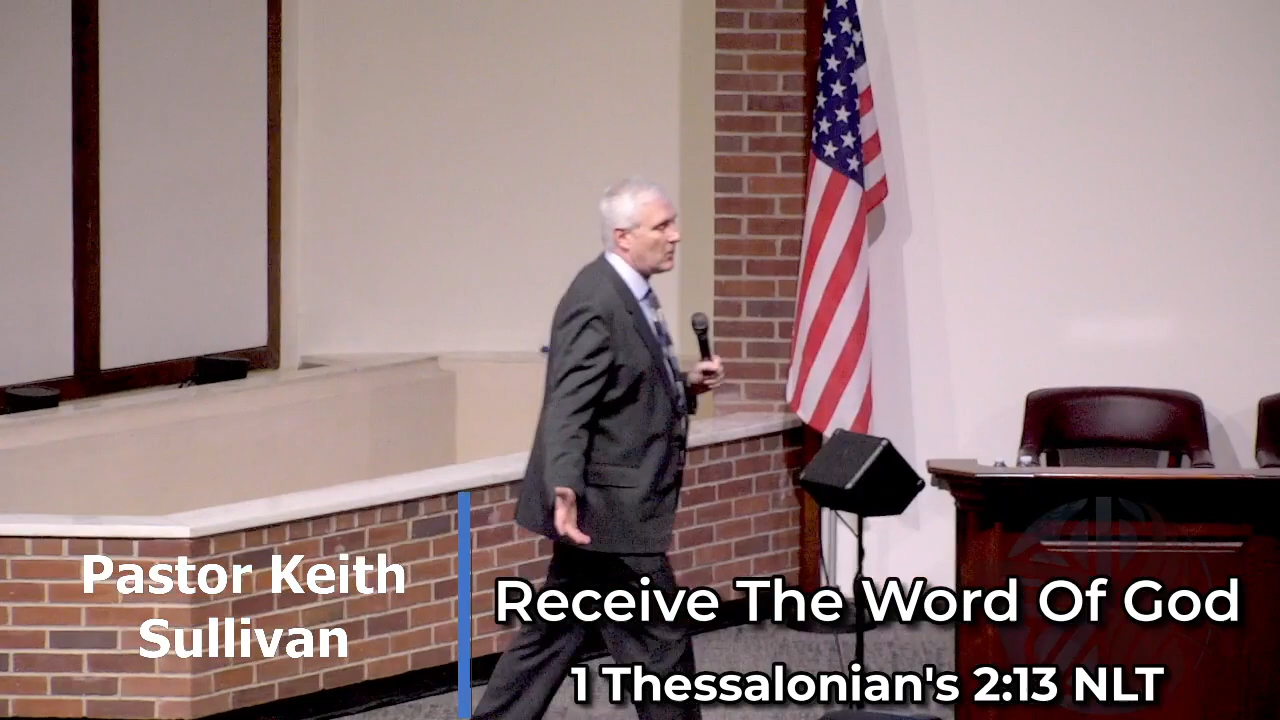 Pastor Keith
Sullivan
Receive The Word Of God
1 Thessalonian's 2:13 NLT